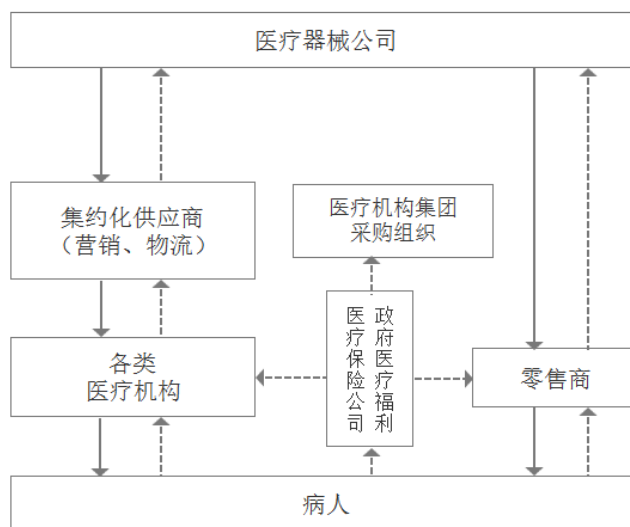 医疗器械公司
集约化供应商
（营销、物流）
医疗机构集团
采购组织
各类
医疗机构
政府医疗福利
医疗保险公司
零售商
病人